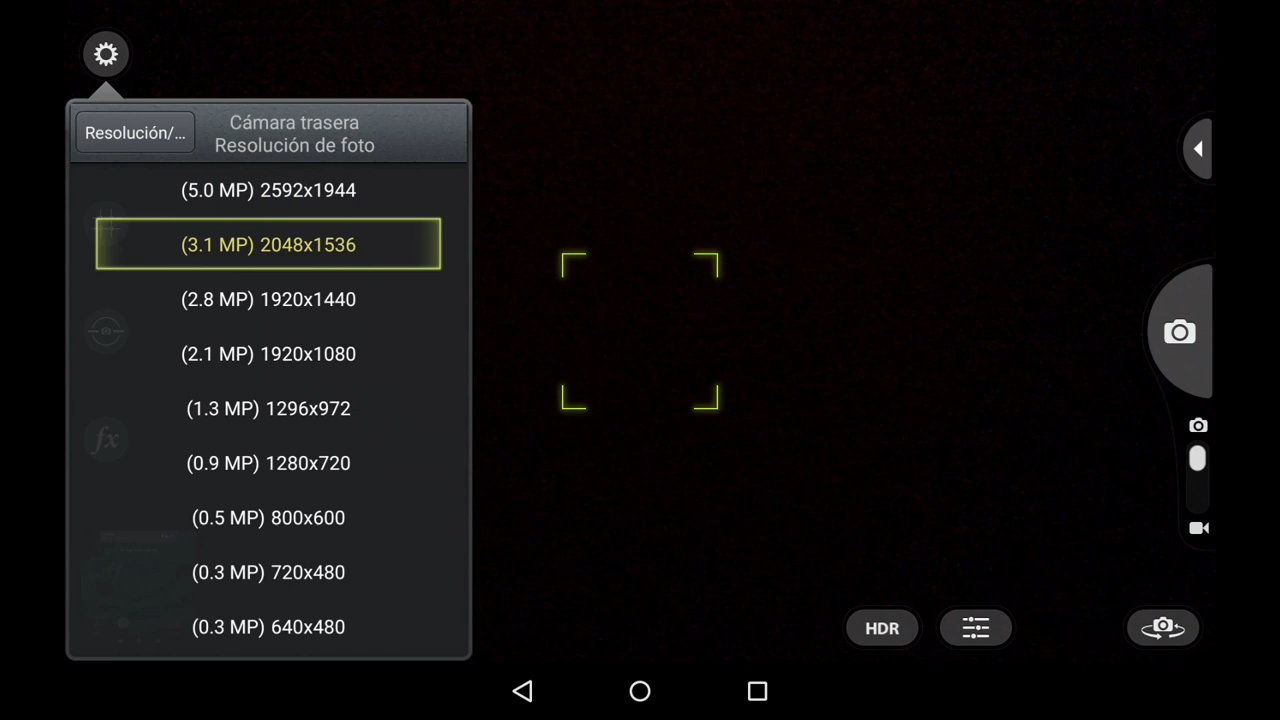 Resolución/...
Cámara trasera
Resolución de foto
(5.0 MP) 2592x1944
(3.1 MP) 2048x1536
(2.8 MP) 1920x1440
(2.1 MP) 1920x1080
(1.3 MP) 1296x972
(0.9 MP) 1280x720
fx
(0.5 MP) 800x600
(0.3 MP) 720x480
(0.3 MP) 640x480
HDR